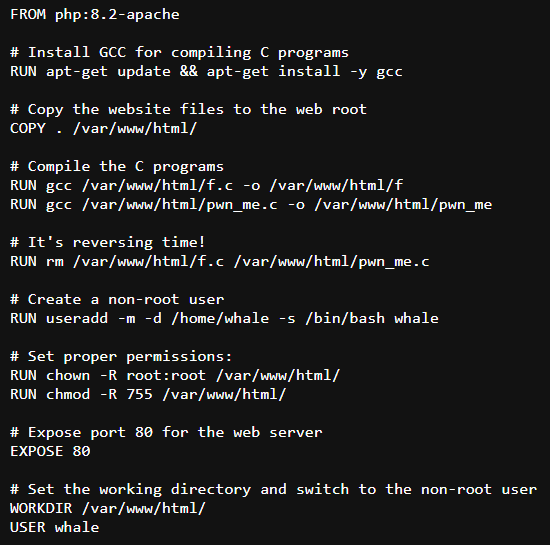 FROM php:8.2-apache
# Install GCC for compiling C programs
RUN apt-get update && apt-get install -y gcc
# Copy the website files to the web root
COPY . /var/www/html/
# Compile the C programs
RUN gcc /var/www/html/f.c -o /var/www/html/f
RUN gcc /var/www/html/pwn_me.c -o /var/www/html/pwn_me
# It's reversing time!
RUN rm /var/www/html/f.c /var/www/html/pwn_me.c
# Create a non-root user
RUN useradd -m -d /home/whale -s /bin/bash whale
# Set proper permissions:
RUN chown -R root:root /var/www/html/
RUN chmod -R 755 /var/www/html/
# Expose port 80 for the web server
EXPOSE 80
# Set the working directory and switch to the non-root user
WORKDIR /var/www/html/
USER whale